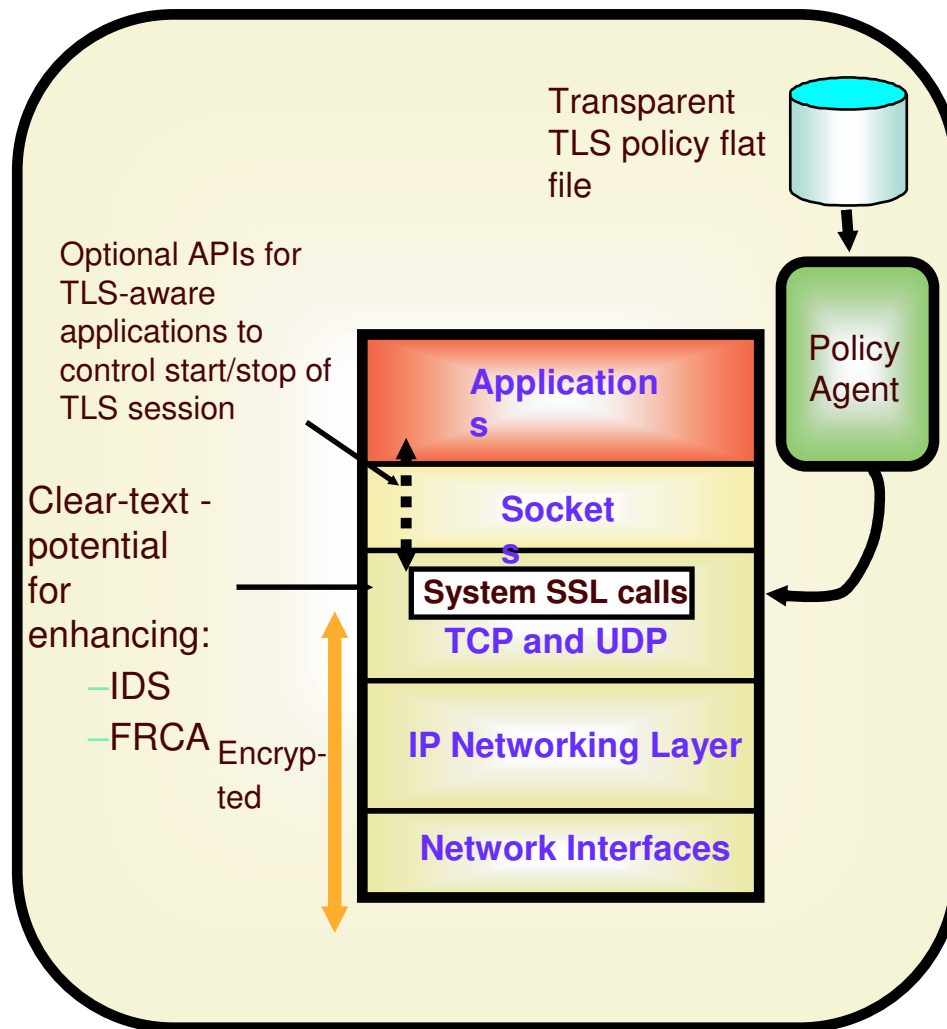 Transparent
TLS policy flat
file
Optional APIs for
TLS-aware
applications to
control start/stop of
TLS session
Policy
Agent
Application
s
Socket
s
Clear-text -
potential
for
enhancing:
–IDS
–FRCA
System SSL calls
TCP and UDP
IP Networking Layer
Encryp-
ted
Network Interfaces